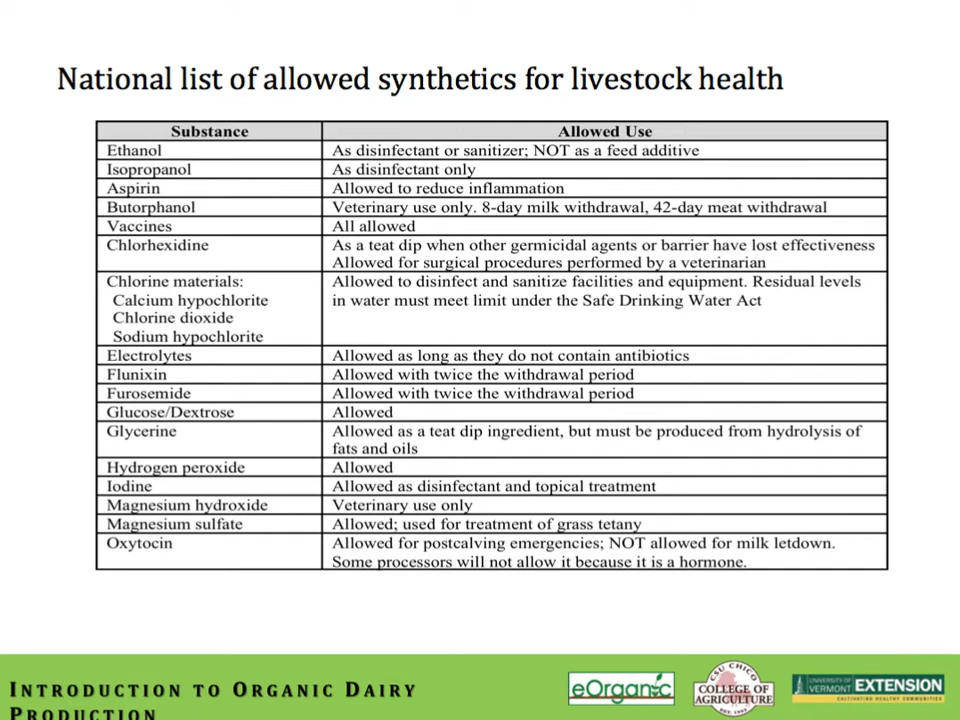 National list of allowed synthetics for livestock health
Substance Allowed Use
Ethanol As disinfectant or sanitizer; NOT as a feed additive
Isopropanol As disinfectant only
Aspirin Allowed to reduce inflammation
Butorphanol Veterinary use only. 8-day milk withdrawal, 42-day meat withdrawal
Vaccines All allowed
Chlorhexidine As a teat dip when other germicidal agents or barrier have lost effectiveness
Allowed for surgical procedures performed by a veterinarian
Chlorine materials: Allowed to disinfect and sanitize facilities and equipment. Residual levels
Calcium hypochlorite in water must meet limit under the Safe Drinking Water Act
Chlorine dioxide
Sodium hypochlorite
Electrolytes Allowed as long as they do not contain antibiotics
Flunixin Allowed with twice the withdrawal period
Furosemide Allowed with twice the withdrawal period
Glucose/Dextrose Allowed
Glycerine Allowed as a teat dip ingredient, but must be produced from hydrolysis of
fats and oils
Hydrogen peroxide Allowed
Iodine Allowed as disinfectant and topical treatment
Magnesium hydroxide Veterinary use only
Magnesium sulfate Allowed; used for treatment of grass tetany
Oxytocin Allowed for postcalving emergencies; NOT allowed for milk letdown.
Some processors will not allow it because it is a hormone.
INTRODUCTION TO ORGANIC DAIRY
PRODUCTION
eOrganic
CSU CHICO
COLLEGE OF
AGRICULTURE
UNIVERSITY OF
VERMONT EXTENSION
CULTIVATING HEALTHY COMMUNITIES